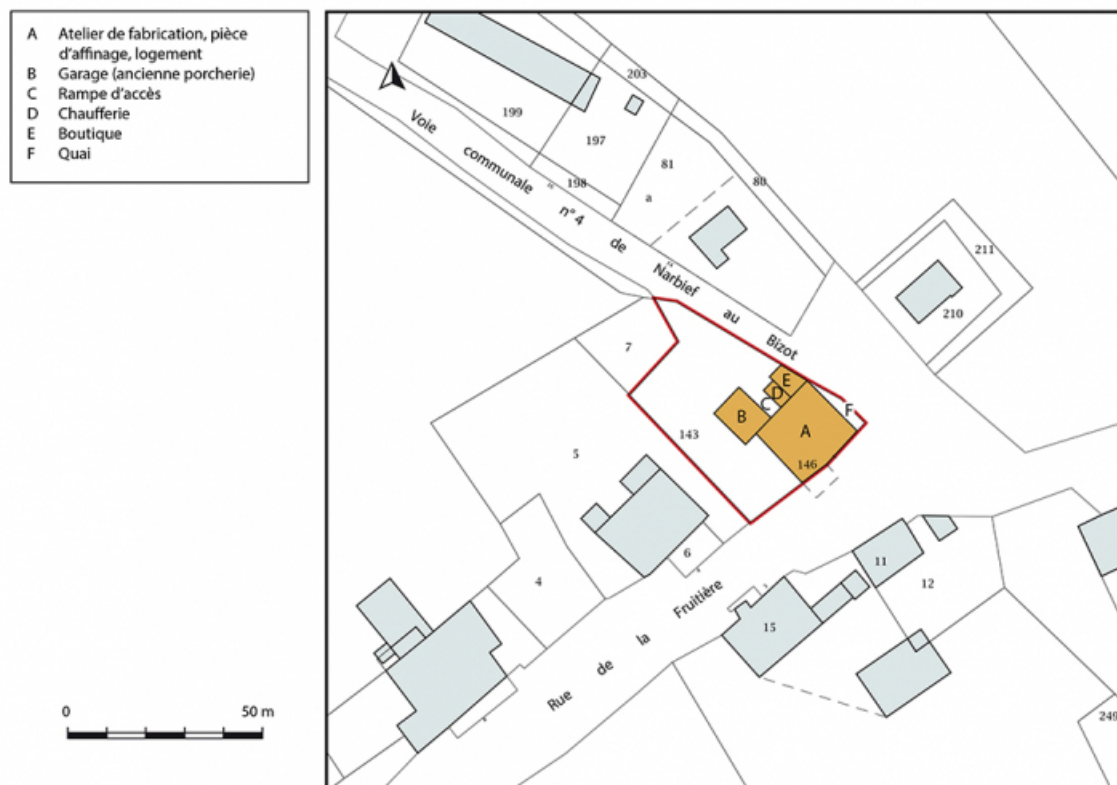 A Atelier de fabrication, pièce
d'affinage, logement
B Garage (ancienne porcherie)
C Rampe d'accès
D Chaufferie
E Boutique
F Quai
203
199
197
198
81
a
80
Voie communale n° 4 de Narbief au Bizot
211
210
7
E
D
C
B
F
A
143
146
5
6
4
11
12
15
Rue de la Fruitière
249
0 50 m